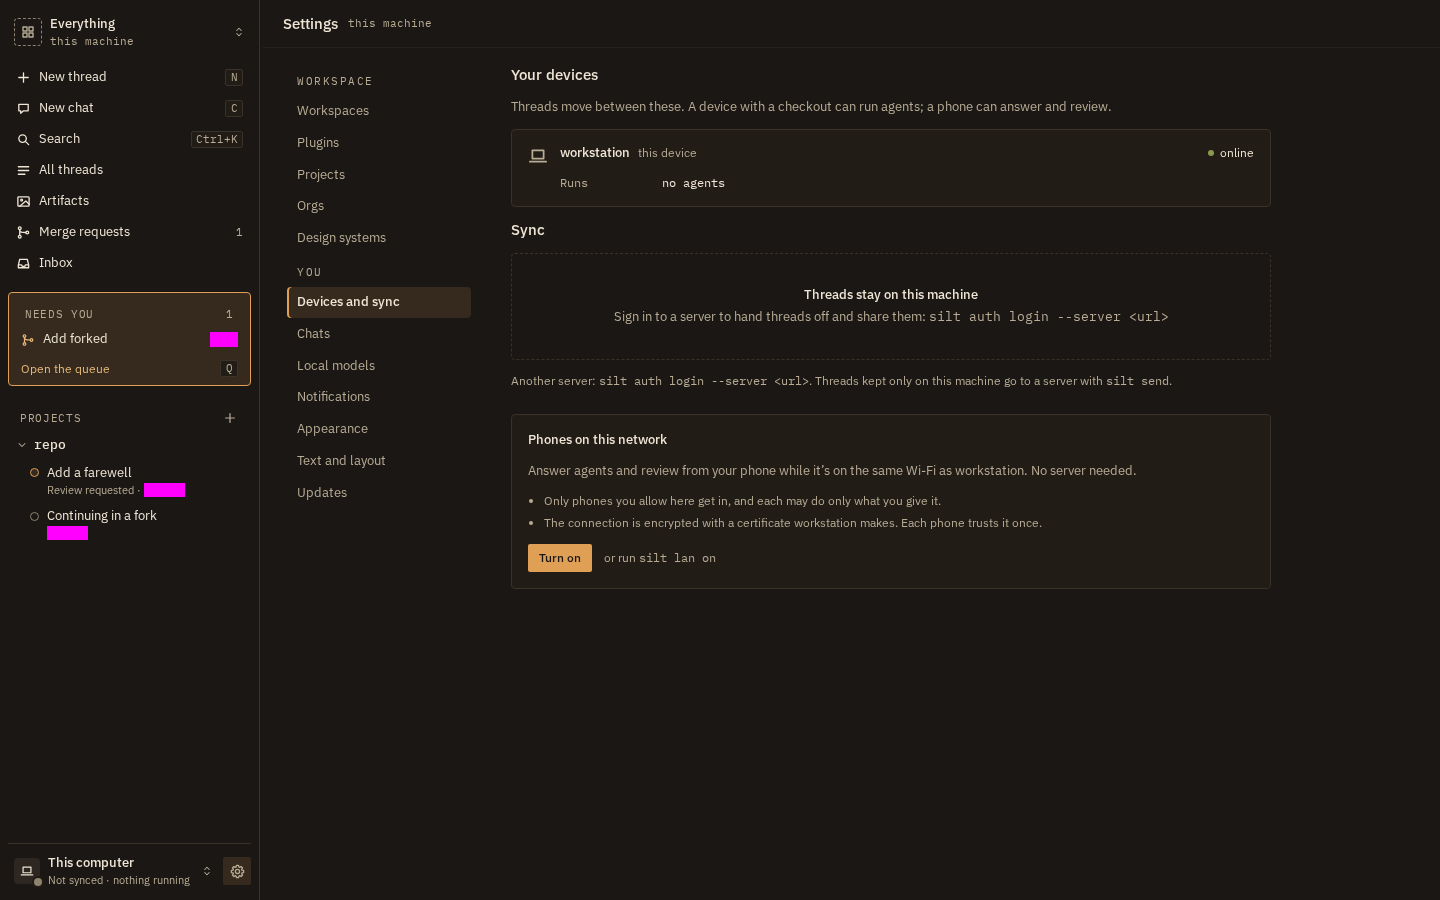 Everything
this machine
New thread N
New chat C
Search Ctrl+K
All threads
Artifacts
Merge requests 1
Inbox
NEEDS YOU 1
Add forked
Open the queue Q
PROJECTS
repo
Add a farewell
Review requested ·
Continuing in a fork
This computer
Not synced · nothing running
Settings this machine
WORKSPACE
Workspaces
Plugins
Projects
Orgs
Design systems
YOU
Devices and sync
Chats
Local models
Notifications
Appearance
Text and layout
Updates
Your devices
Threads move between these. A device with a checkout can run agents; a phone can answer and review.
workstation this device online
Runs no agents
Sync
Threads stay on this machine
Sign in to a server to hand threads off and share them: silt auth login --server <url>
Another server: silt auth login --server <url>. Threads kept only on this machine go to a server with silt send.
Phones on this network
Answer agents and review from your phone while it’s on the same Wi-Fi as workstation. No server needed.
• Only phones you allow here get in, and each may do only what you give it.
• The connection is encrypted with a certificate workstation makes. Each phone trusts it once.
Turn on or run silt lan on